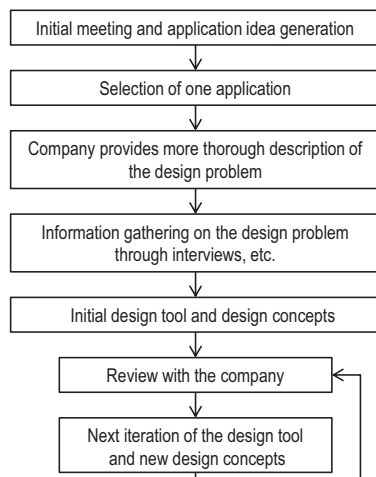 Initial meeting and application idea generation
Selection of one application
Company provides more thorough description of
the design problem
Information gathering on the design problem
through interviews, etc.
Initial design tool and design concepts
Review with the company
Next iteration of the design tool
and new design concepts